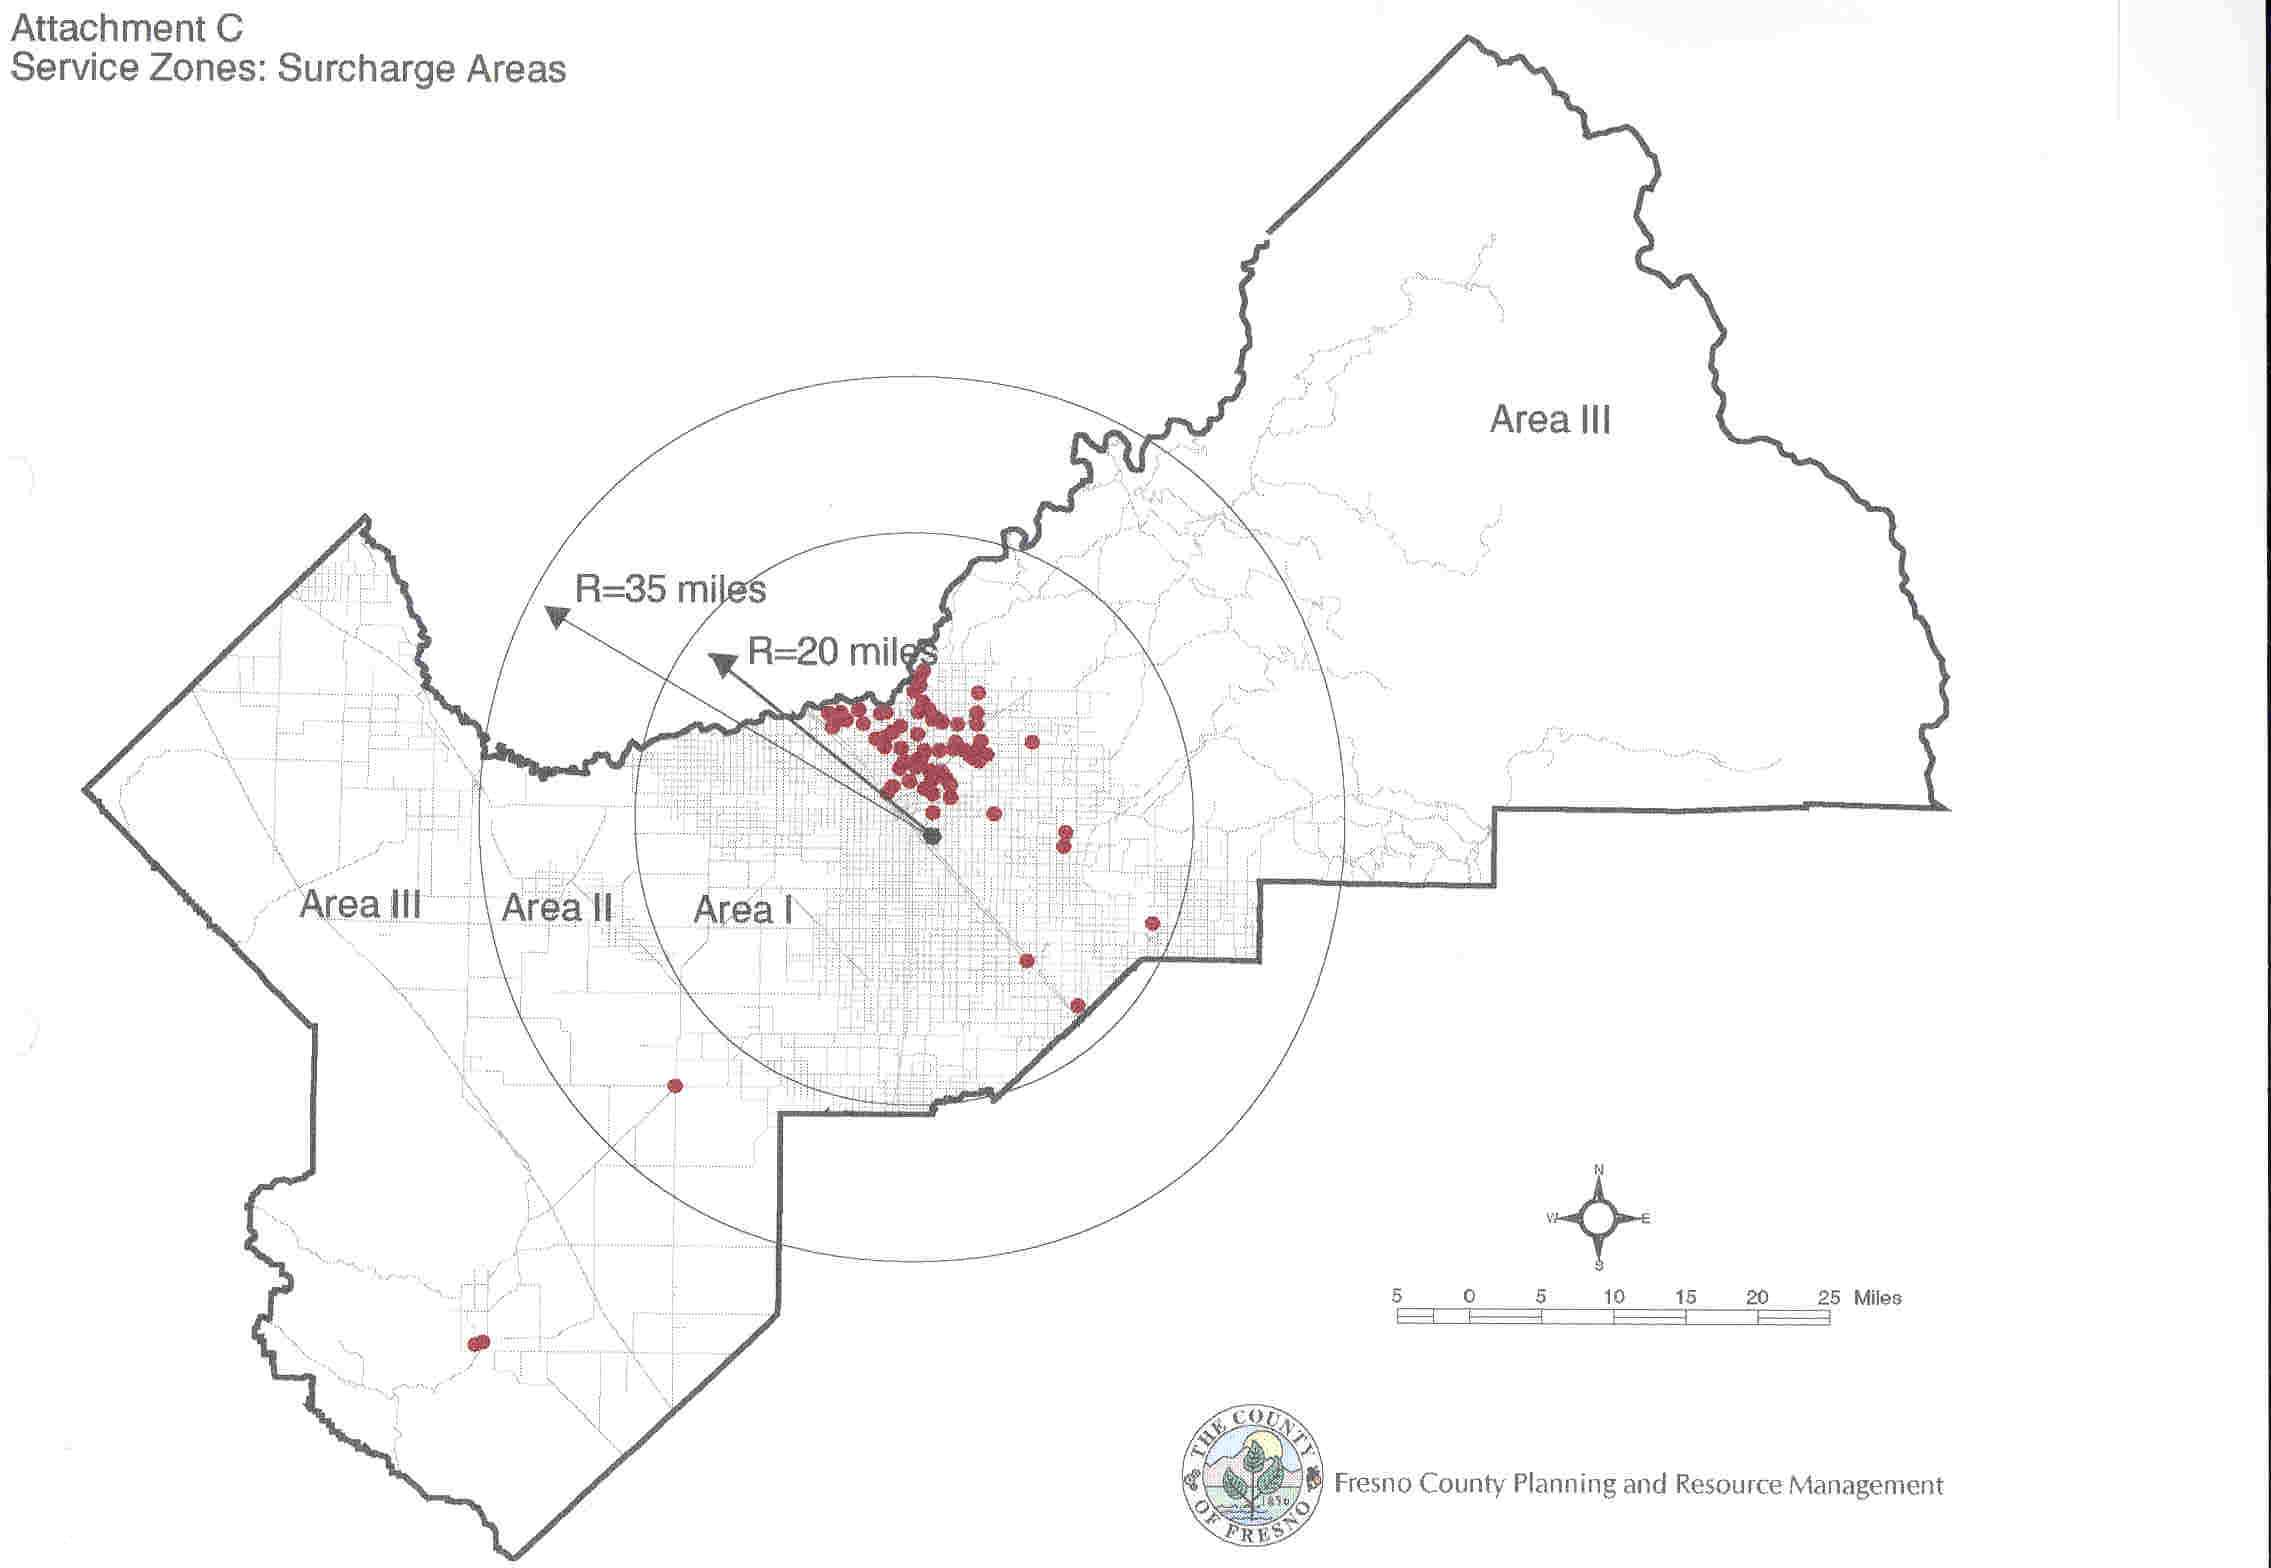 Attachment C
Service Zones: Surcharge Areas
Area III
R=35 miles
R=20 miles
Area III
Area II
Area I
N
W
E
S
5 0 5 10 15 20 25 Miles
THE COUNTY
OF FRESNO
1856
Fresno County Planning and Resource Management